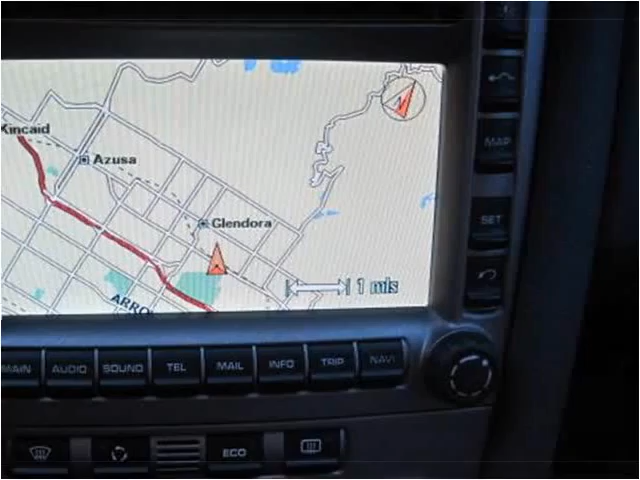 Kincaid
Azusa
Glendora
1 mls
ARRO
MAP
SET
MAIN AUDIO SOUND TEL MAIL INFO TRIP NAVI
ECO